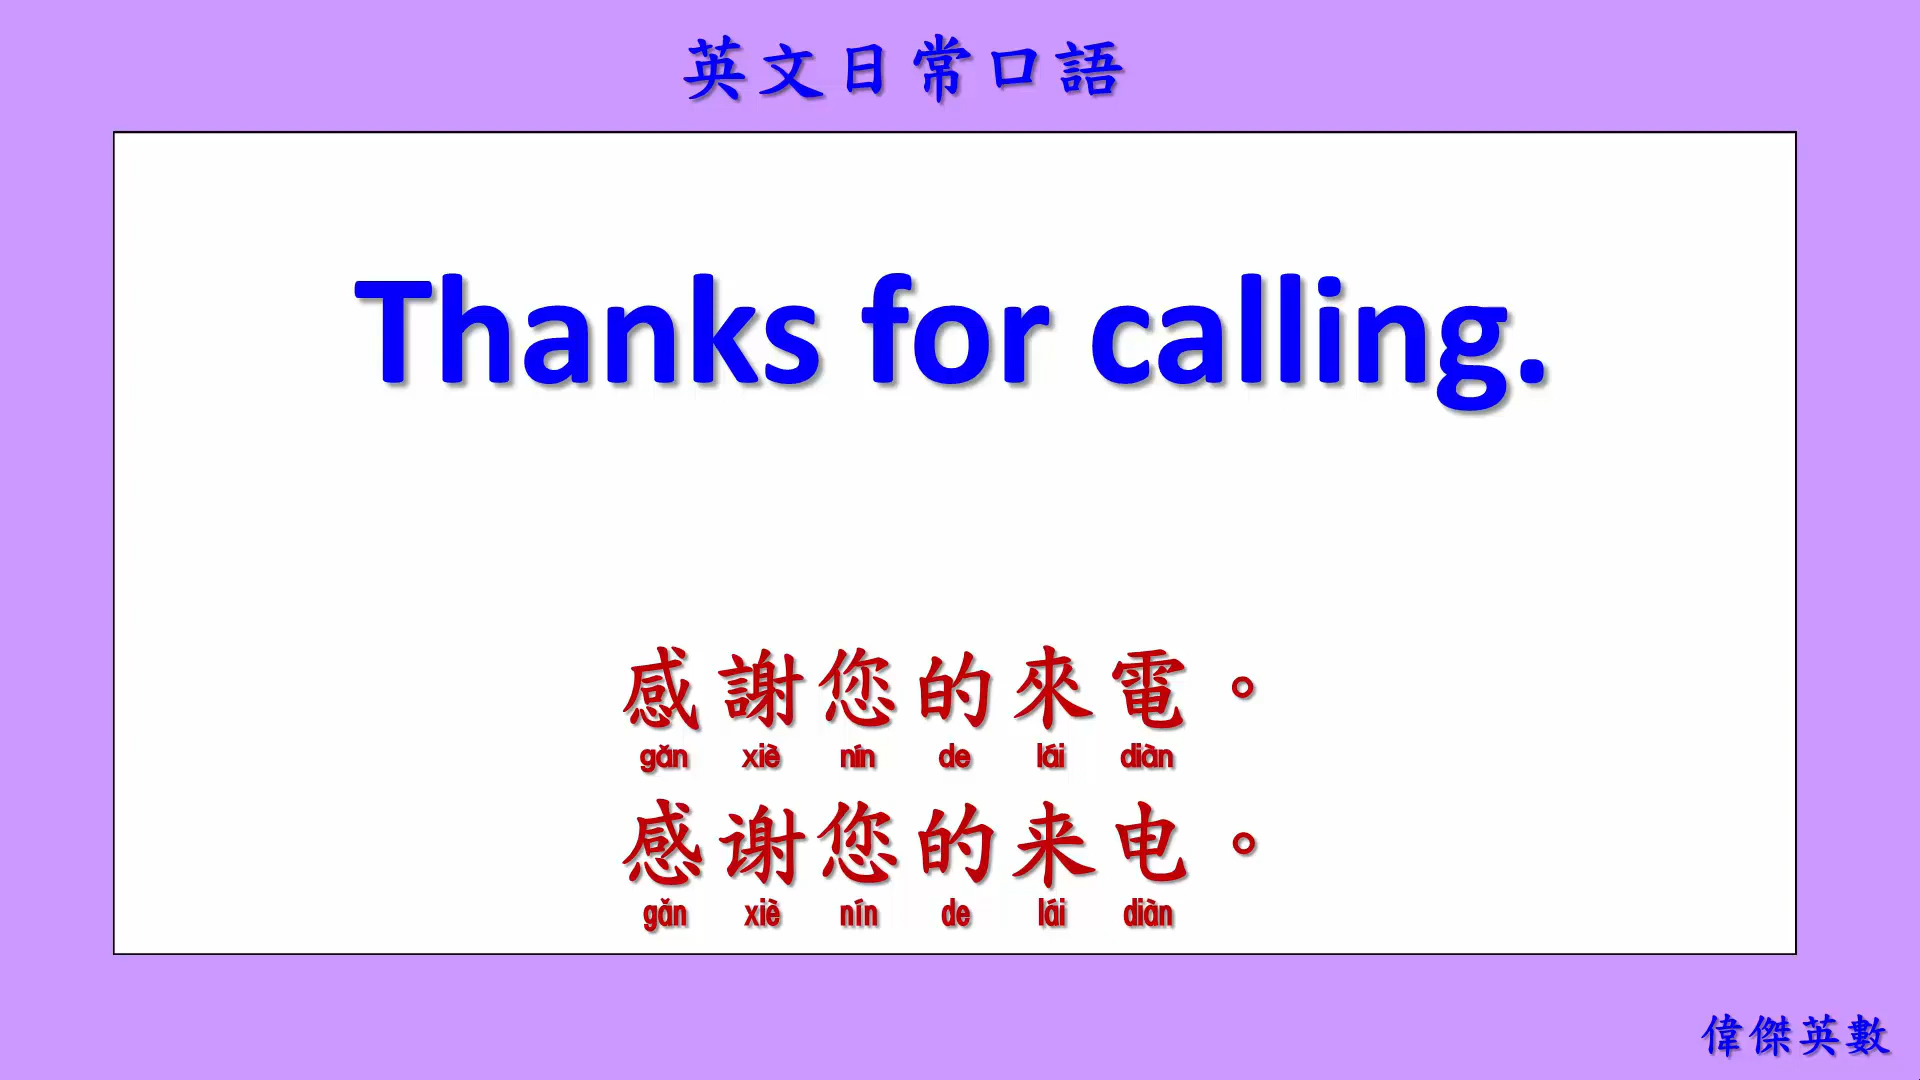 英文日常口語
Thanks for calling.
感謝您的來電。
gǎn xiè nín de lái diàn
感谢您的来电。
gǎn xiè nín de lái diàn
偉傑英數